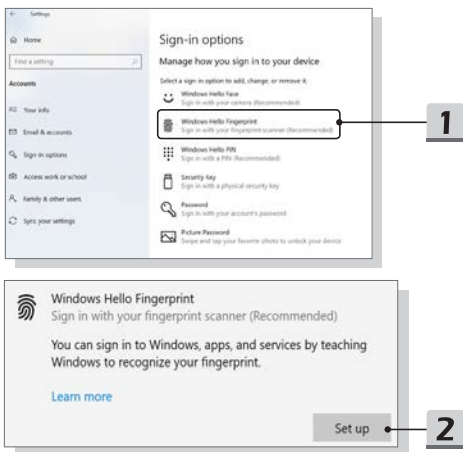 Settings
Home
Find a setting
Accounts
Your info
Email & accounts
Sign-in options
Access work or school
Family & other users
Sync your settings
Sign-in options
Manage how you sign in to your device
Select a sign-in option to add, change, or remove it.
Windows Hello Face
Sign in with your camera (Recommended)
Windows Hello Fingerprint
Sign in with your fingerprint scanner (Recommended)
Windows Hello PIN
Sign in with a PIN (Recommended)
Security Key
Sign in with a physical security key
Password
Sign in with your account's password
Picture Password
Swipe and tap your favorite photo to unlock your device
1
Windows Hello Fingerprint
Sign in with your fingerprint scanner (Recommended)
You can sign in to Windows, apps, and services by teaching
Windows to recognize your fingerprint.
Learn more
Set up
2